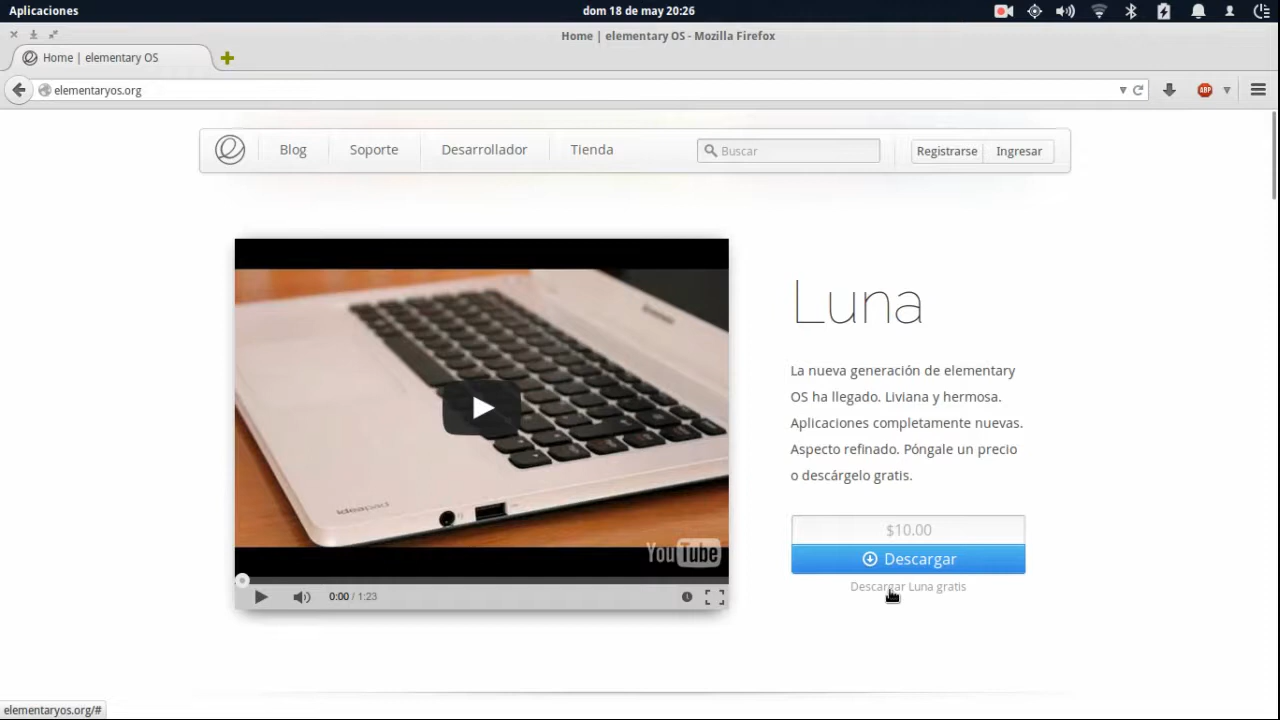 Aplicaciones
dom 18 de may 20:26
Home | elementary OS - Mozilla Firefox
Home | elementary OS
elementaryos.org
ABP
Blog
Soporte
Desarrollador
Tienda
Buscar
Registrarse
Ingresar
ideapad
YouTube
0:00 / 1:23
Luna
La nueva generación de elementary
OS ha llegado. Liviana y hermosa.
Aplicaciones completamente nuevas.
Aspecto refinado. Póngale un precio
o descárgelo gratis.
$10.00
Descargar
Descargar Luna gratis
elementaryos.org/#